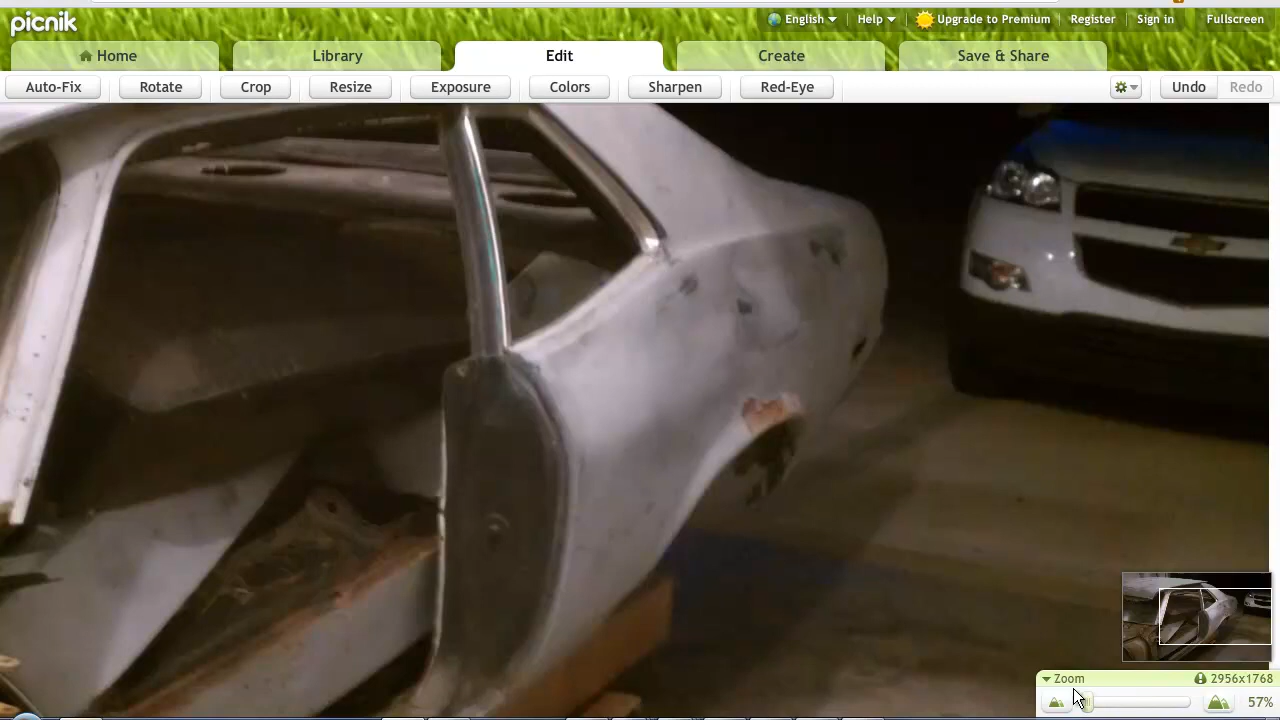 picnik
English
Help
Upgrade to Premium
Register
Sign in
Fullscreen
Home
Library
Edit
Create
Save & Share
Auto-Fix
Rotate
Crop
Resize
Exposure
Colors
Sharpen
Red-Eye
Undo
Redo
Zoom
2956x1768
57%